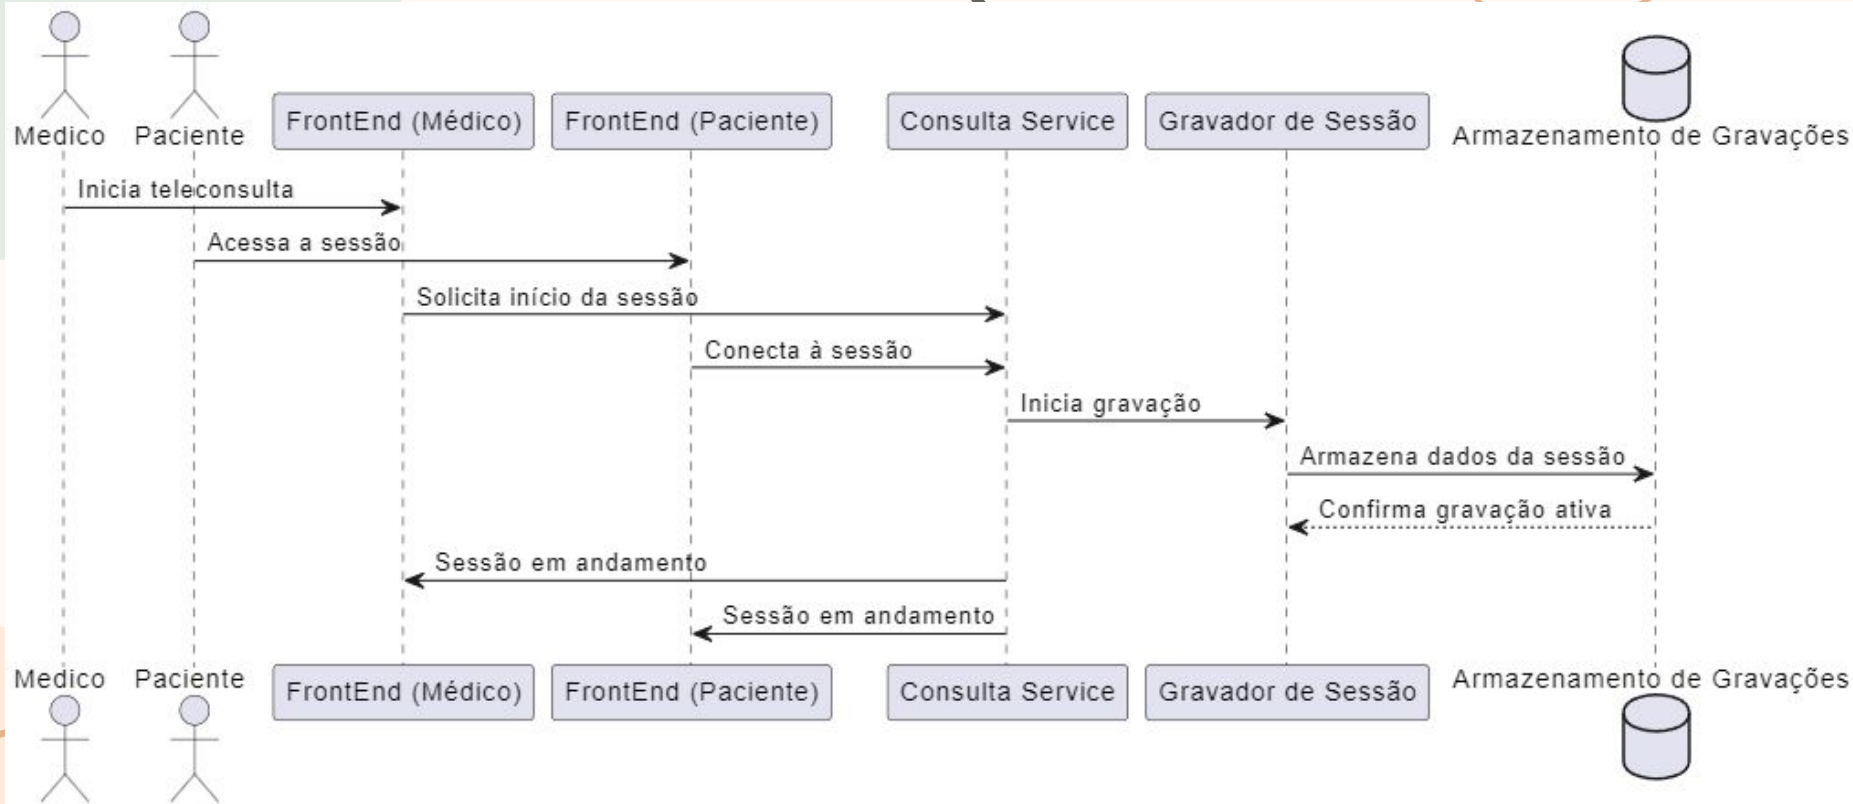 Medico
Paciente
FrontEnd (Médico)
FrontEnd (Paciente)
Consulta Service
Gravador de Sessão
Armazenamento de Gravações
Inicia teleconsulta
Acessa a sessão
Solicita início da sessão
Conecta à sessão
Inicia gravação
Armazena dados da sessão
Confirma gravação ativa
Sessão em andamento
Sessão em andamento
Medico
Paciente
FrontEnd (Médico)
FrontEnd (Paciente)
Consulta Service
Gravador de Sessão
Armazenamento de Gravações